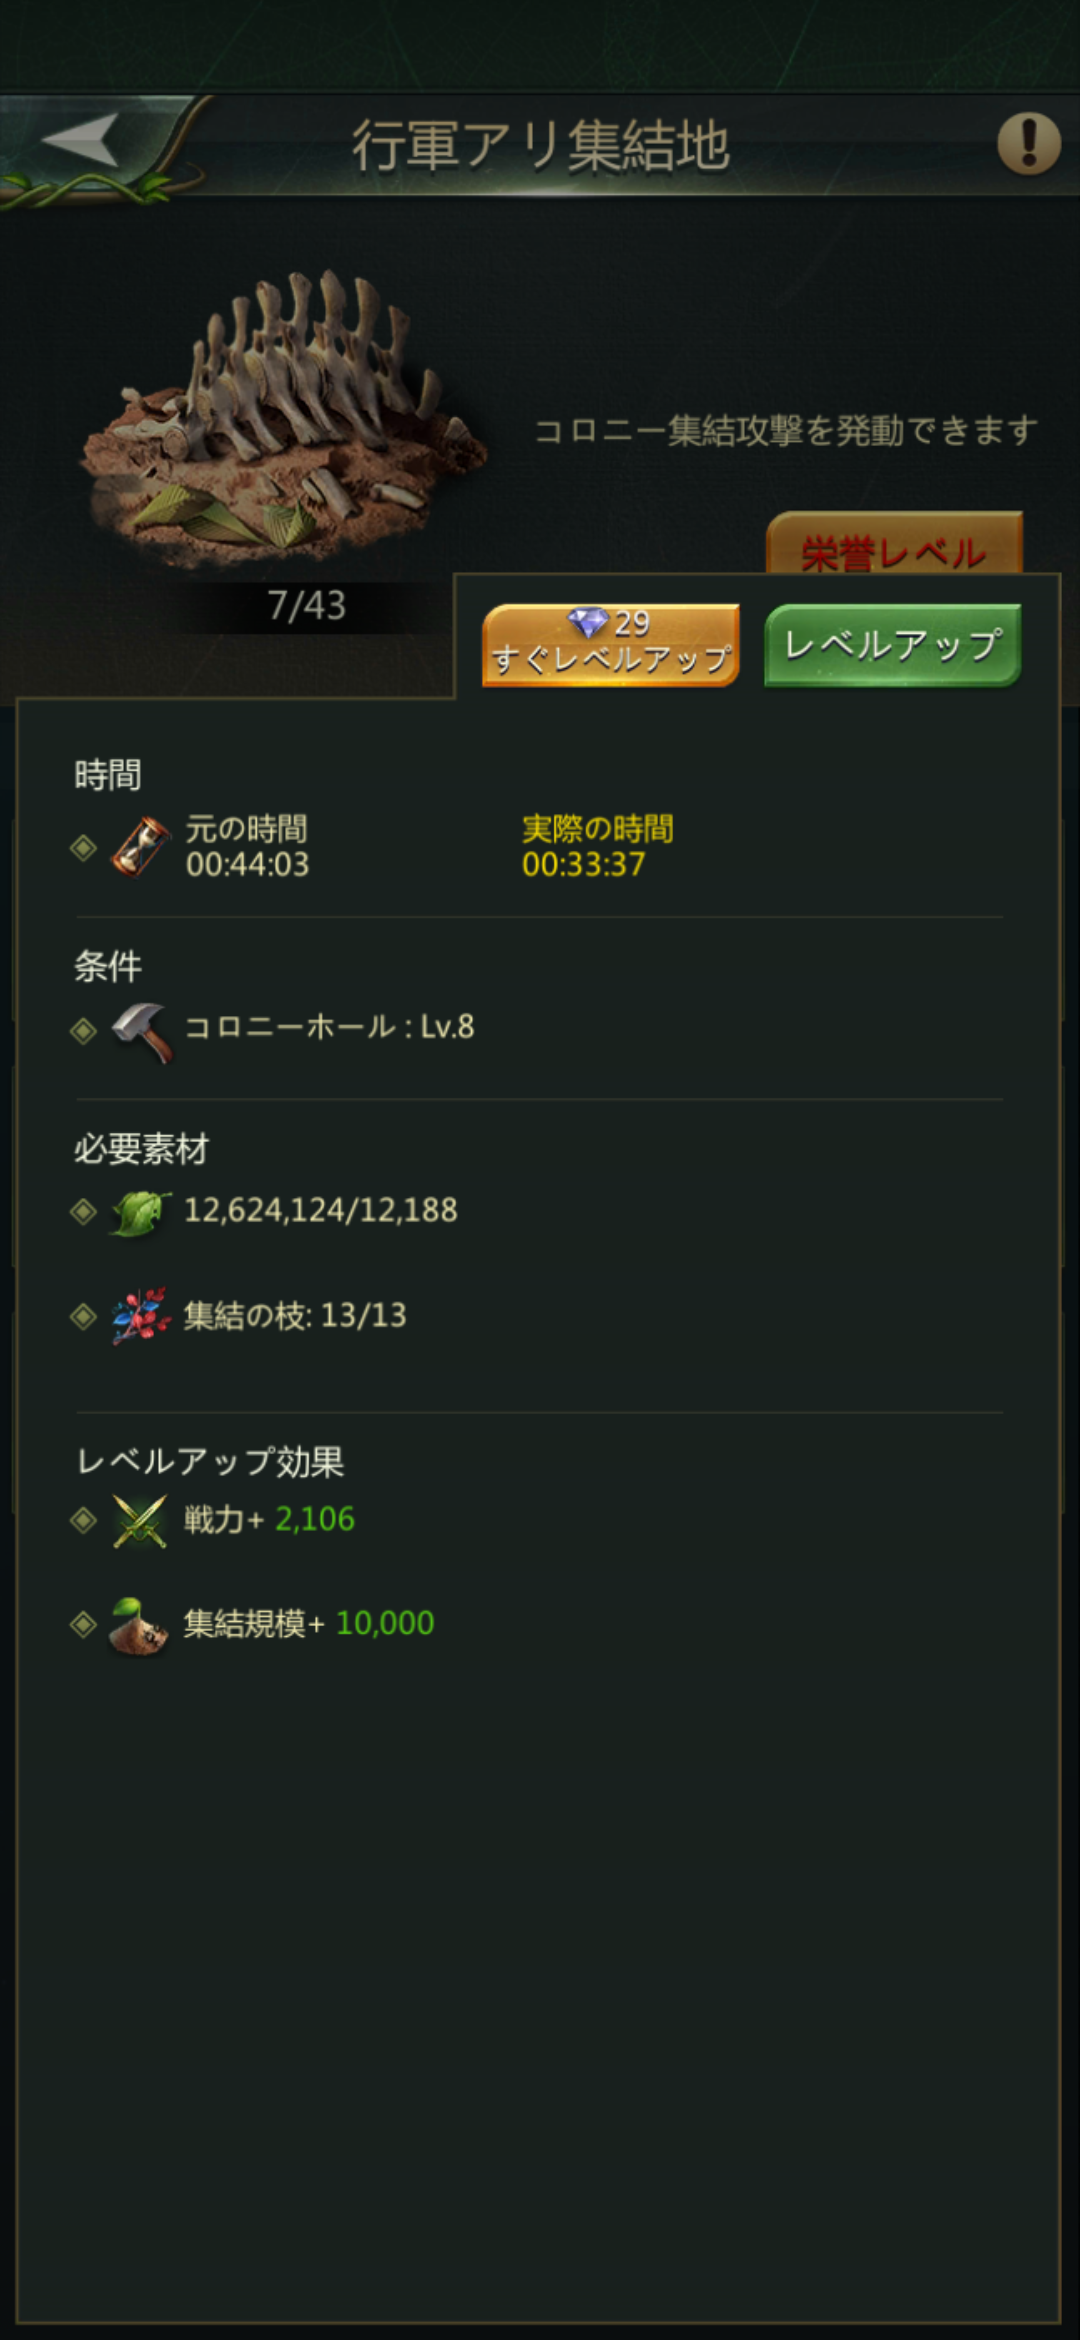 行軍アリ集結地
コロニー集結攻撃を発動できます
栄誉レベル
7/43
29
すぐレベルアップ
レベルアップ
時間
元の時間
実際の時間
00:44:03
00:33:37
条件
コロニーホール : Lv.8
必要素材
12,624,124/12,188
集結の枝: 13/13
レベルアップ効果
戦力+ 2,106
集結規模+ 10,000